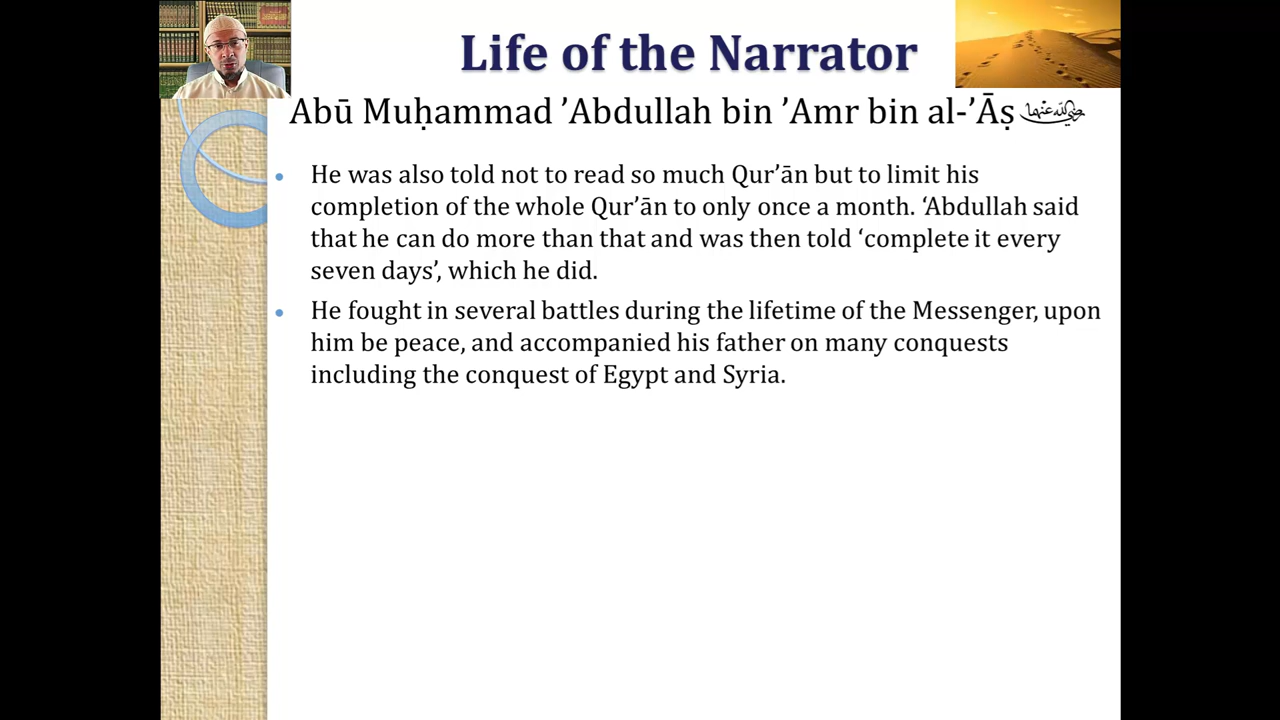 Life of the Narrator
Abū Muḥammad ’Abdullah bin ’Amr bin al-’Āṣ رضي الله عنهما
• He was also told not to read so much Qur’ān but to limit his
completion of the whole Qur’ān to only once a month. ‘Abdullah said
that he can do more than that and was then told ‘complete it every
seven days’, which he did.
• He fought in several battles during the lifetime of the Messenger, upon
him be peace, and accompanied his father on many conquests
including the conquest of Egypt and Syria.